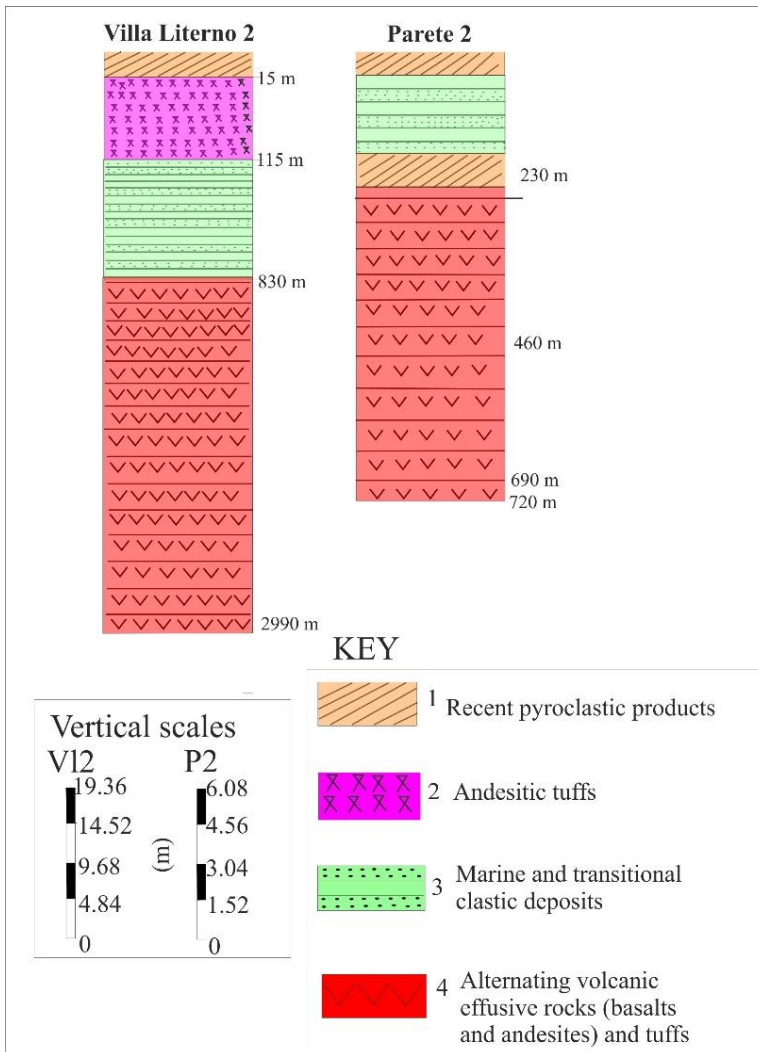 Villa Literno 2
15 m
115 m
830 m
2990 m
Parete 2
230 m
460 m
690 m
720 m
KEY
1 Recent pyroclastic products
2 Andesitic tuffs
3 Marine and transitional
clastic deposits
4 Alternating volcanic
effusive rocks (basalts
and andesites) and tuffs
Vertical scales
Vl2
19.36
14.52
9.68
4.84
0
(m)
P2
6.08
4.56
3.04
1.52
0